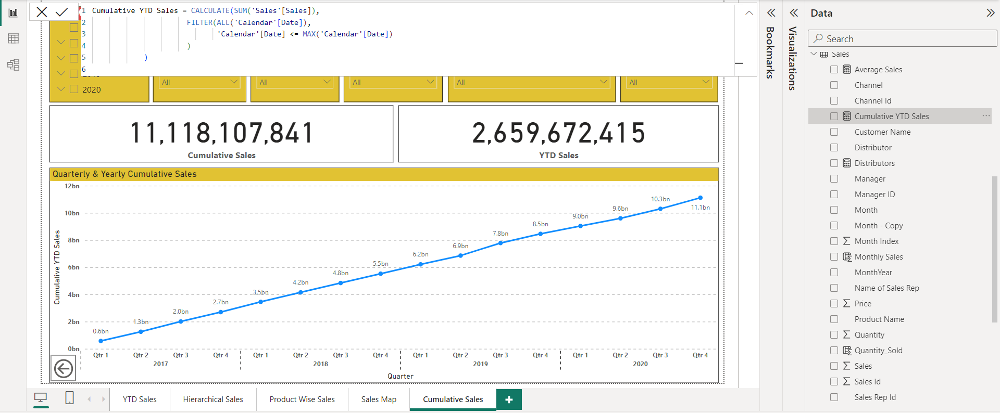 1 Cumulative YTD Sales = CALCULATE(SUM('Sales'[Sales]),
2 FILTER(ALL('Calendar'[Date]),
3 'Calendar'[Date] <= MAX('Calendar'[Date])
4 )
5 )
6
2020
All All All All All
11,118,107,841
Cumulative Sales
2,659,672,415
YTD Sales
Quarterly & Yearly Cumulative Sales
Cumulative YTD Sales
12bn
10bn
8bn
6bn
4bn
2bn
0bn
0.6bn
1.3bn
2.0bn
2.7bn
3.5bn
4.2bn
4.8bn
5.5bn
6.2bn
6.9bn
7.8bn
8.5bn
9.0bn
9.6bn
10.3bn
11.1bn
Qtr 1 Qtr 2 Qtr 3 Qtr 4 Qtr 1 Qtr 2 Qtr 3 Qtr 4 Qtr 1 Qtr 2 Qtr 3 Qtr 4 Qtr 1 Qtr 2 Qtr 3 Qtr 4
2017 2018 2019 2020
Quarter
YTD Sales
Hierarchical Sales
Product Wise Sales
Sales Map
Cumulative Sales
Bookmarks
Visualizations
Data
Search
Sales
Average Sales
Channel
Channel Id
Cumulative YTD Sales
Customer Name
Distributor
Distributors
Manager
Manager ID
Month
Month - Copy
Month Index
Monthly Sales
MonthYear
Name of Sales Rep
Price
Product Name
Quantity
Quantity_Sold
Sales
Sales Id
Sales Rep Id